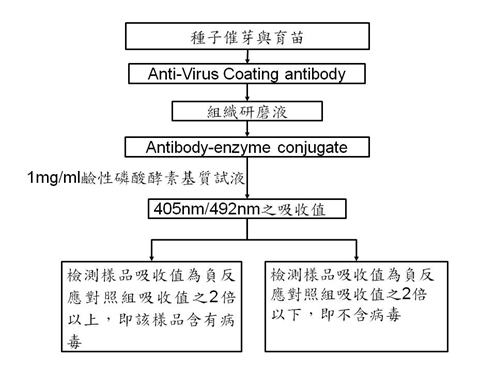 種子催芽與育苗
Anti-Virus Coating antibody
組織研磨液
Antibody-enzyme conjugate
1mg/ml鹼性磷酸酵素基質試液
405nm/492nm之吸收值
檢測樣品吸收值為負反
應對照組吸收值之2倍
以上，即該樣品含有病
毒
檢測樣品吸收值為負反
應對照組吸收值之2倍
以下，即不含病毒